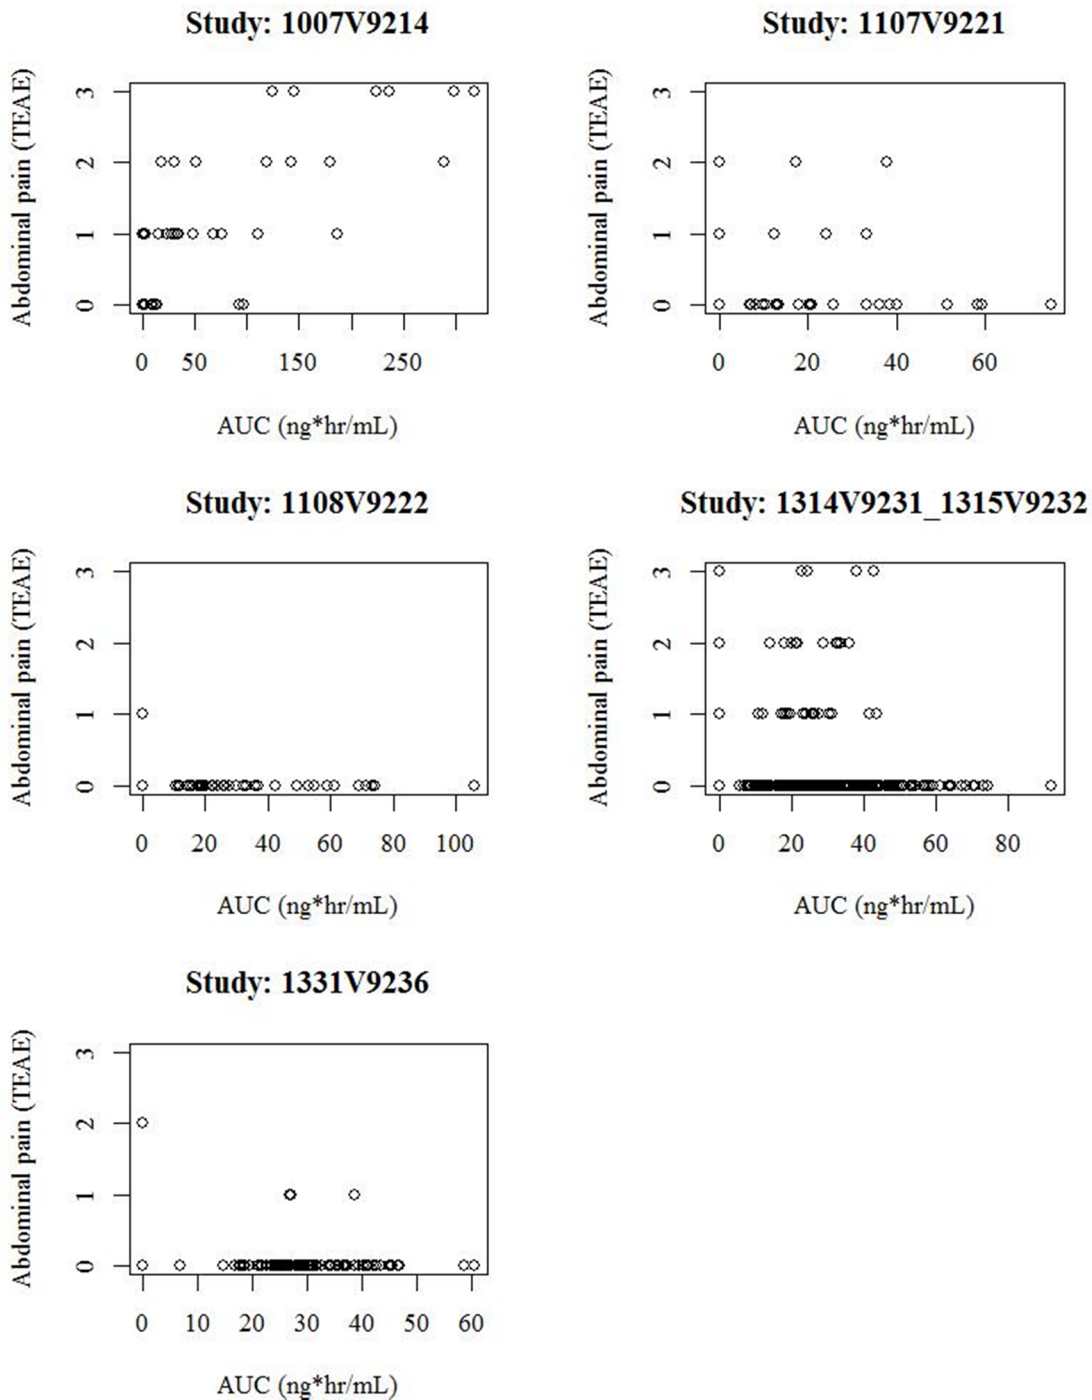 Study: 1007V9214
Abdominal pain (TEAE)
3
2
1
0
0 50 150 250
AUC (ng*hr/mL)
Study: 1107V9221
Abdominal pain (TEAE)
3
2
1
0
0 20 40 60
AUC (ng*hr/mL)
Study: 1108V9222
Abdominal pain (TEAE)
3
2
1
0
0 20 40 60 80 100
AUC (ng*hr/mL)
Study: 1314V9231_1315V9232
Abdominal pain (TEAE)
3
2
1
0
0 20 40 60 80
AUC (ng*hr/mL)
Study: 1331V9236
Abdominal pain (TEAE)
3
2
1
0
0 10 20 30 40 50 60
AUC (ng*hr/mL)